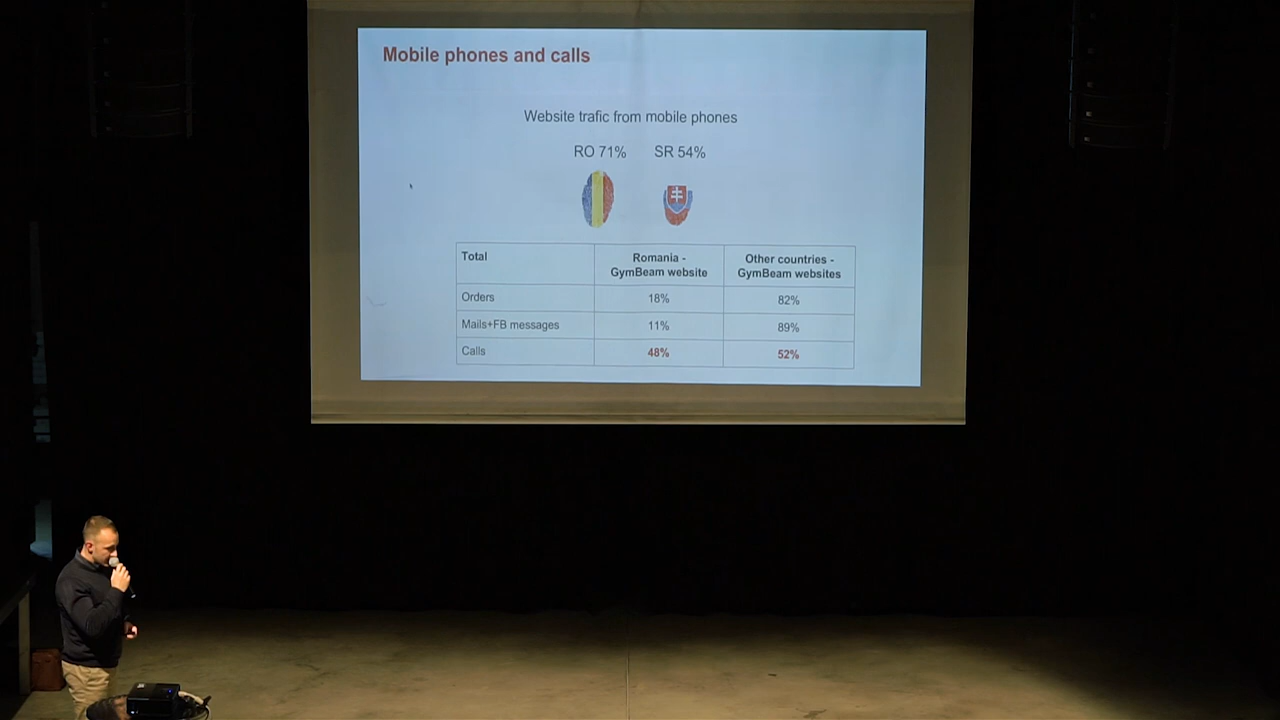 Mobile phones and calls
Website trafic from mobile phones
RO 71% SR 54%
Total
Romania -
GymBeam website
Other countries -
GymBeam websites
Orders 18% 82%
Mails+FB messages 11% 89%
Calls 48% 52%